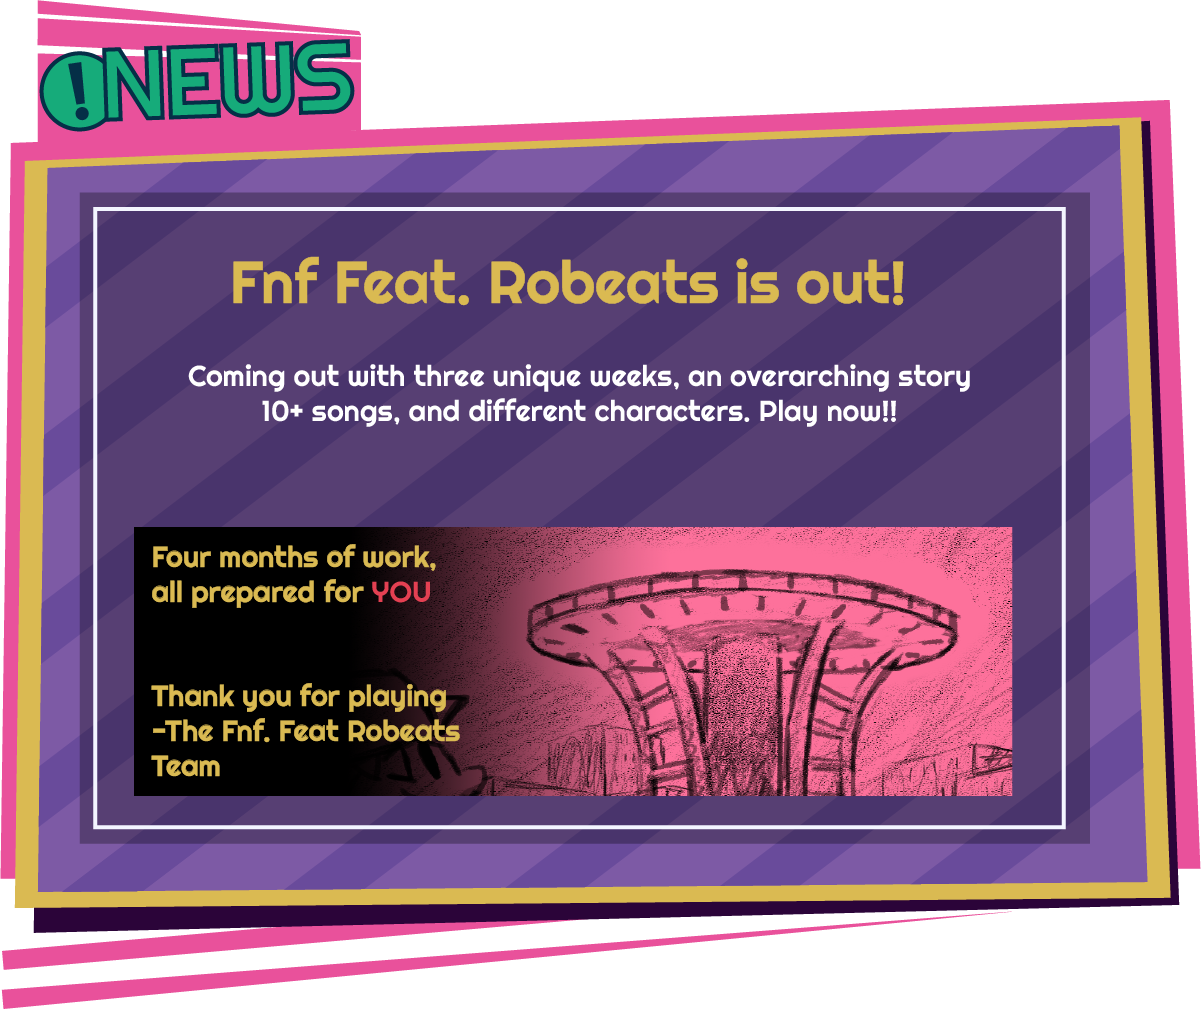 !NEWS
Fnf Feat. Robeats is out!
Coming out with three unique weeks, an overarching story
10+ songs, and different characters. Play now!!
Four months of work,
all prepared for YOU
Thank you for playing
-The Fnf. Feat Robeats
Team